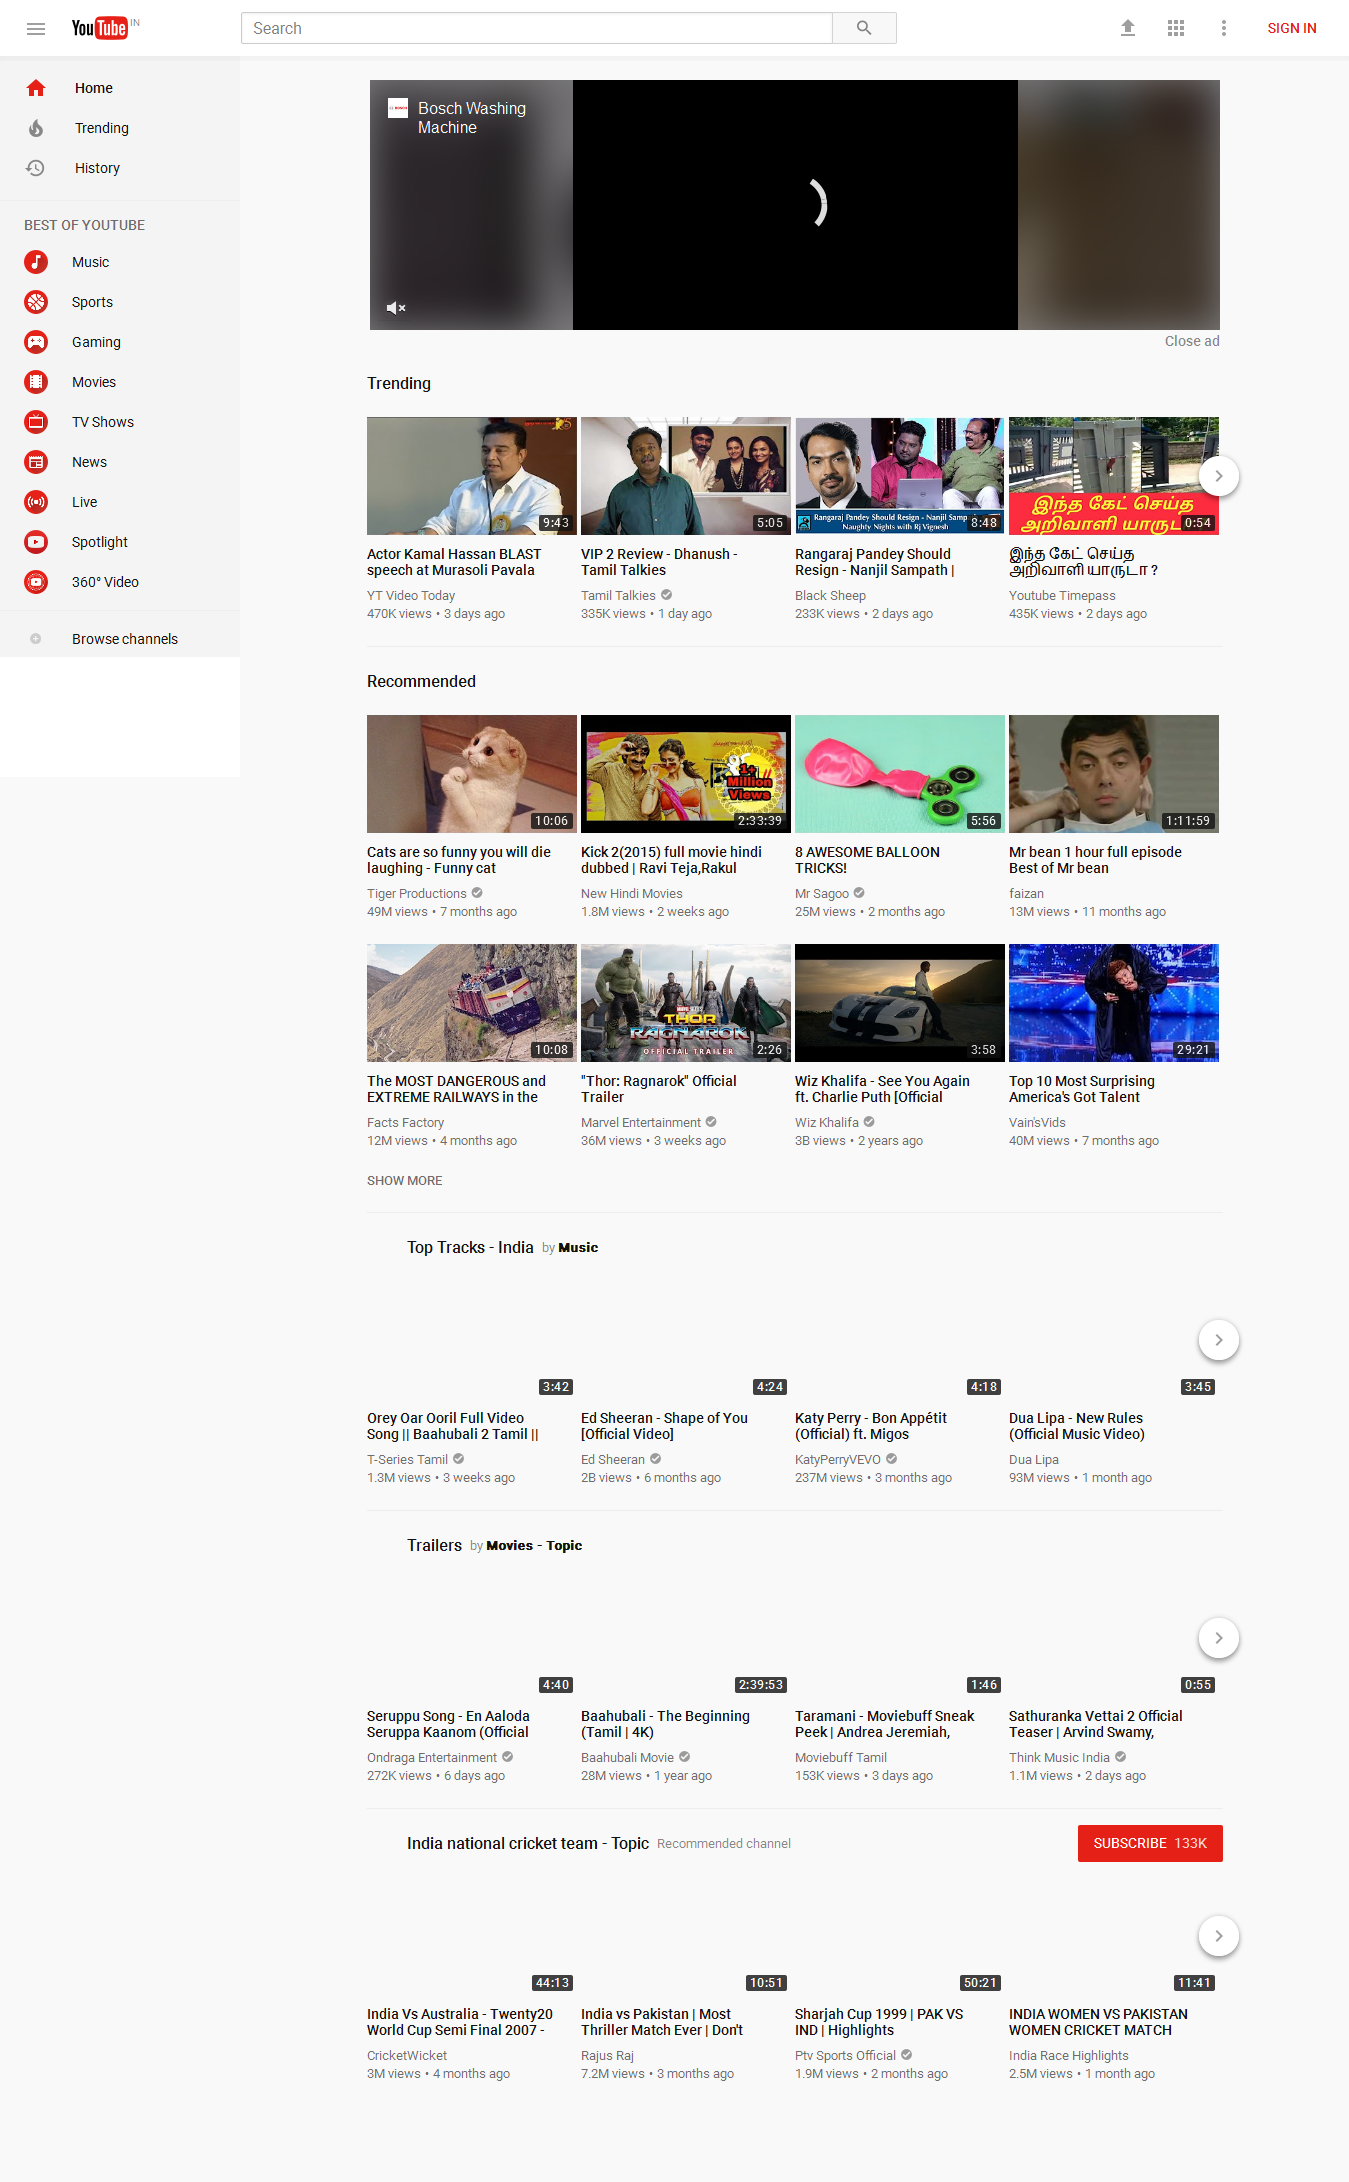 YouTube IN
Search
SIGN IN
Home
Trending
History
BEST OF YOUTUBE
Music
Sports
Gaming
Movies
TV Shows
News
Live
Spotlight
360° Video
Browse channels
Bosch Washing
Machine
Close ad
Trending
9:43
5:05
Rangaraj Pandey Should Resign - Nanjil Samp
Naughty Nights with Rj Vignesh
8:48
இந்த கேட் செய்த
அறிவாளி யாருடா
0:54
Actor Kamal Hassan BLAST
speech at Murasoli Pavala
YT Video Today
470K views • 3 days ago
VIP 2 Review - Dhanush -
Tamil Talkies
Tamil Talkies
335K views • 1 day ago
Rangaraj Pandey Should
Resign - Nanjil Sampath |
Black Sheep
233K views • 2 days ago
இந்த கேட் செய்த
அறிவாளி யாருடா ?
Youtube Timepass
435K views • 2 days ago
Recommended
10:06
1+
Million
Views
2:33:39
5:56
1:11:59
Cats are so funny you will die
laughing - Funny cat
Tiger Productions
49M views • 7 months ago
Kick 2(2015) full movie hindi
dubbed | Ravi Teja,Rakul
New Hindi Movies
1.8M views • 2 weeks ago
8 AWESOME BALLOON
TRICKS!
Mr Sagoo
25M views • 2 months ago
Mr bean 1 hour full episode
Best of Mr bean
faizan
13M views • 11 months ago
10:08
THOR
RAGNAROK
OFFICIAL TRAILER
2:26
3:58
29:21
The MOST DANGEROUS and
EXTREME RAILWAYS in the
Facts Factory
12M views • 4 months ago
"Thor: Ragnarok" Official
Trailer
Marvel Entertainment
36M views • 3 weeks ago
Wiz Khalifa - See You Again
ft. Charlie Puth [Official
Wiz Khalifa
3B views • 2 years ago
Top 10 Most Surprising
America's Got Talent
Vain'sVids
40M views • 7 months ago
SHOW MORE
Top Tracks - India by Music
3:42
4:24
4:18
3:45
Orey Oar Ooril Full Video
Song || Baahubali 2 Tamil ||
T-Series Tamil
1.3M views • 3 weeks ago
Ed Sheeran - Shape of You
[Official Video]
Ed Sheeran
2B views • 6 months ago
Katy Perry - Bon Appétit
(Official) ft. Migos
KatyPerryVEVO
237M views • 3 months ago
Dua Lipa - New Rules
(Official Music Video)
Dua Lipa
93M views • 1 month ago
Trailers by Movies - Topic
4:40
2:39:53
1:46
0:55
Seruppu Song - En Aaloda
Seruppa Kaanom (Official
Ondraga Entertainment
272K views • 6 days ago
Baahubali - The Beginning
(Tamil | 4K)
Baahubali Movie
28M views • 1 year ago
Taramani - Moviebuff Sneak
Peek | Andrea Jeremiah,
Moviebuff Tamil
153K views • 3 days ago
Sathuranka Vettai 2 Official
Teaser | Arvind Swamy,
Think Music India
1.1M views • 2 days ago
India national cricket team - Topic Recommended channel
SUBSCRIBE 133K
44:13
10:51
50:21
11:41
India Vs Australia - Twenty20
World Cup Semi Final 2007 -
CricketWicket
3M views • 4 months ago
India vs Pakistan | Most
Thriller Match Ever | Don't
Rajus Raj
7.2M views • 3 months ago
Sharjah Cup 1999 | PAK VS
IND | Highlights
Ptv Sports Official
1.9M views • 2 months ago
INDIA WOMEN VS PAKISTAN
WOMEN CRICKET MATCH
India Race Highlights
2.5M views • 1 month ago